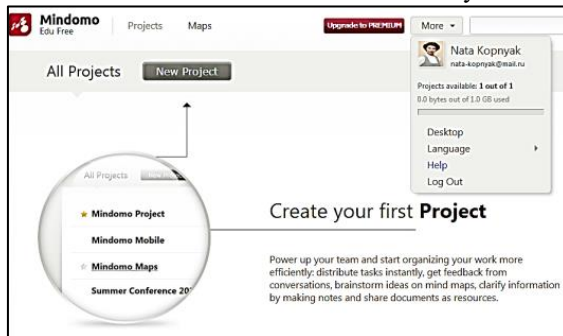 Mindomo
Edu Free
Projects Maps
Upgrade to PREMIUM
More
All Projects New Project
Nata Kopnyak
nata-kopnyak@mail.ru
Projects available: 1 out of 1
0.0 bytes out of 1.0 GB used
Desktop
Language
Help
Log Out
All Projects
Mindomo Project
Mindomo Mobile
Mindomo Maps
Summer Conference
Create your first Project
Power up your team and start organizing your work more
efficiently: distribute tasks instantly, get feedback from
conversations, brainstorm ideas on mind maps, clarify information
by making notes and share documents as resources.